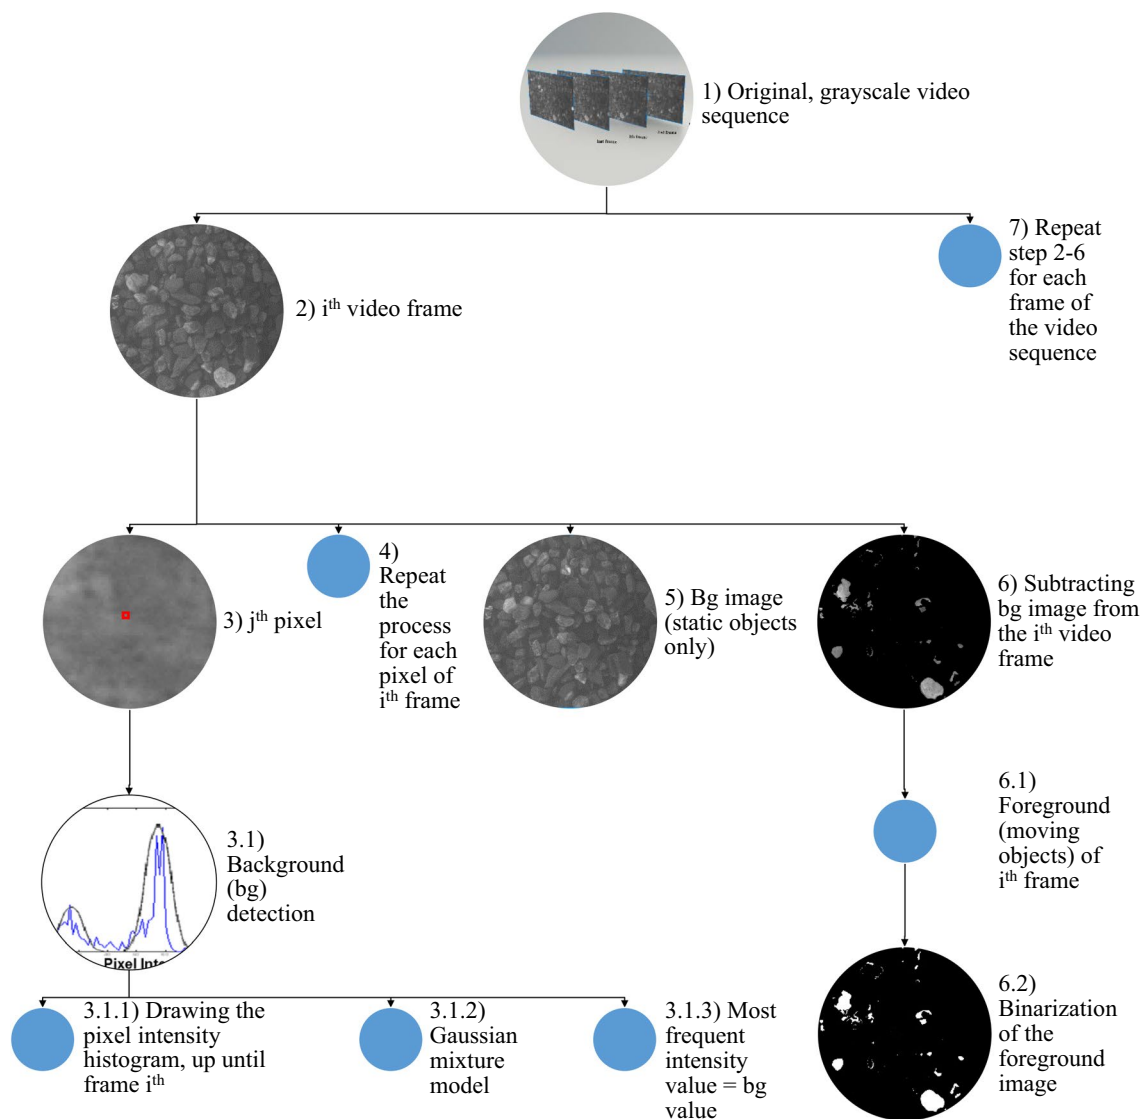 1) Original, grayscale video
sequence
7) Repeat
step 2-6
for each
frame of
the video
sequence
2) iᵗʰ video frame
3) jᵗʰ pixel
4)
Repeat
the
process
for each
pixel of
iᵗʰ frame
5) Bg image
(static objects
only)
6) Subtracting
bg image from
the iᵗʰ video
frame
3.1)
Background
(bg)
detection
Pixel Inte
6.1)
Foreground
(moving
objects) of
iᵗʰ frame
3.1.1) Drawing the
pixel intensity
histogram, up until
frame iᵗʰ
3.1.2)
Gaussian
mixture
model
3.1.3) Most
frequent
intensity
value = bg
value
6.2)
Binarization
of the
foreground
image